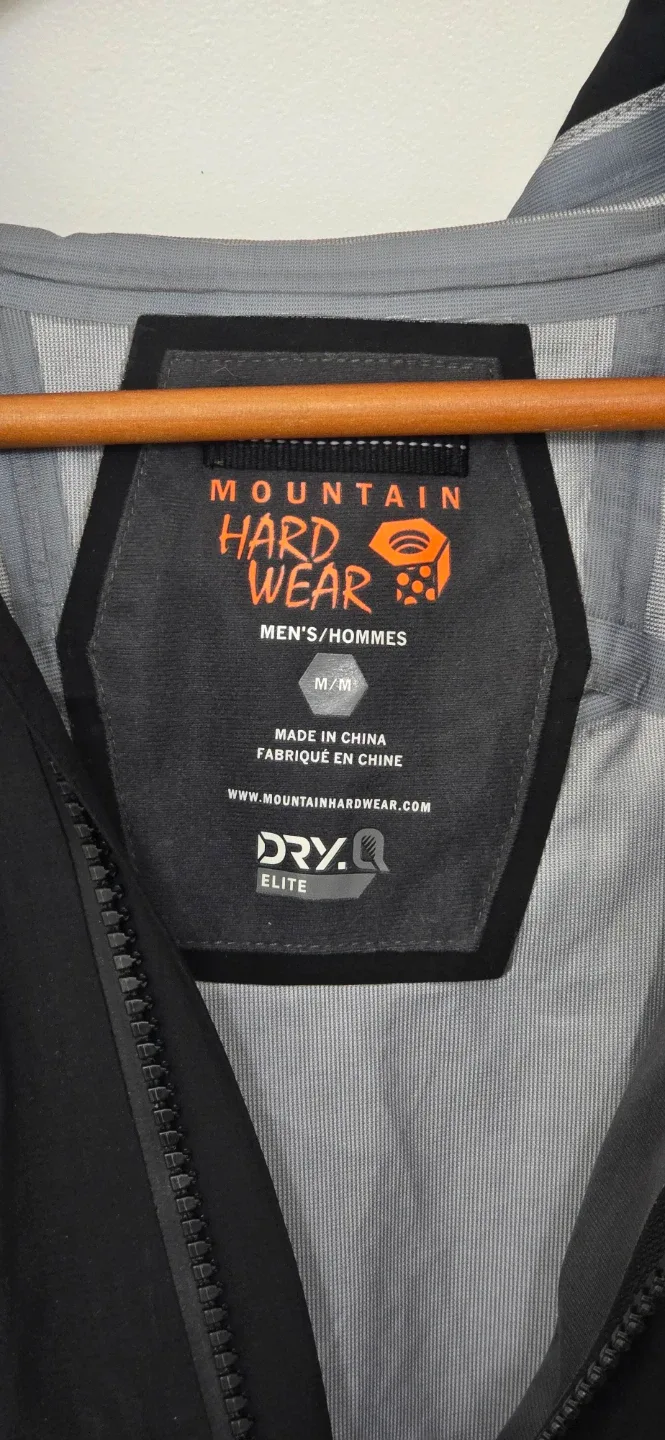 MOUNTAIN
HARD
WEAR
MEN'S/HOMMES
M/M
MADE IN CHINA
FABRIQUÉ EN CHINE
WWW.MOUNTAINHARDWEAR.COM
DRY.Q
ELITE